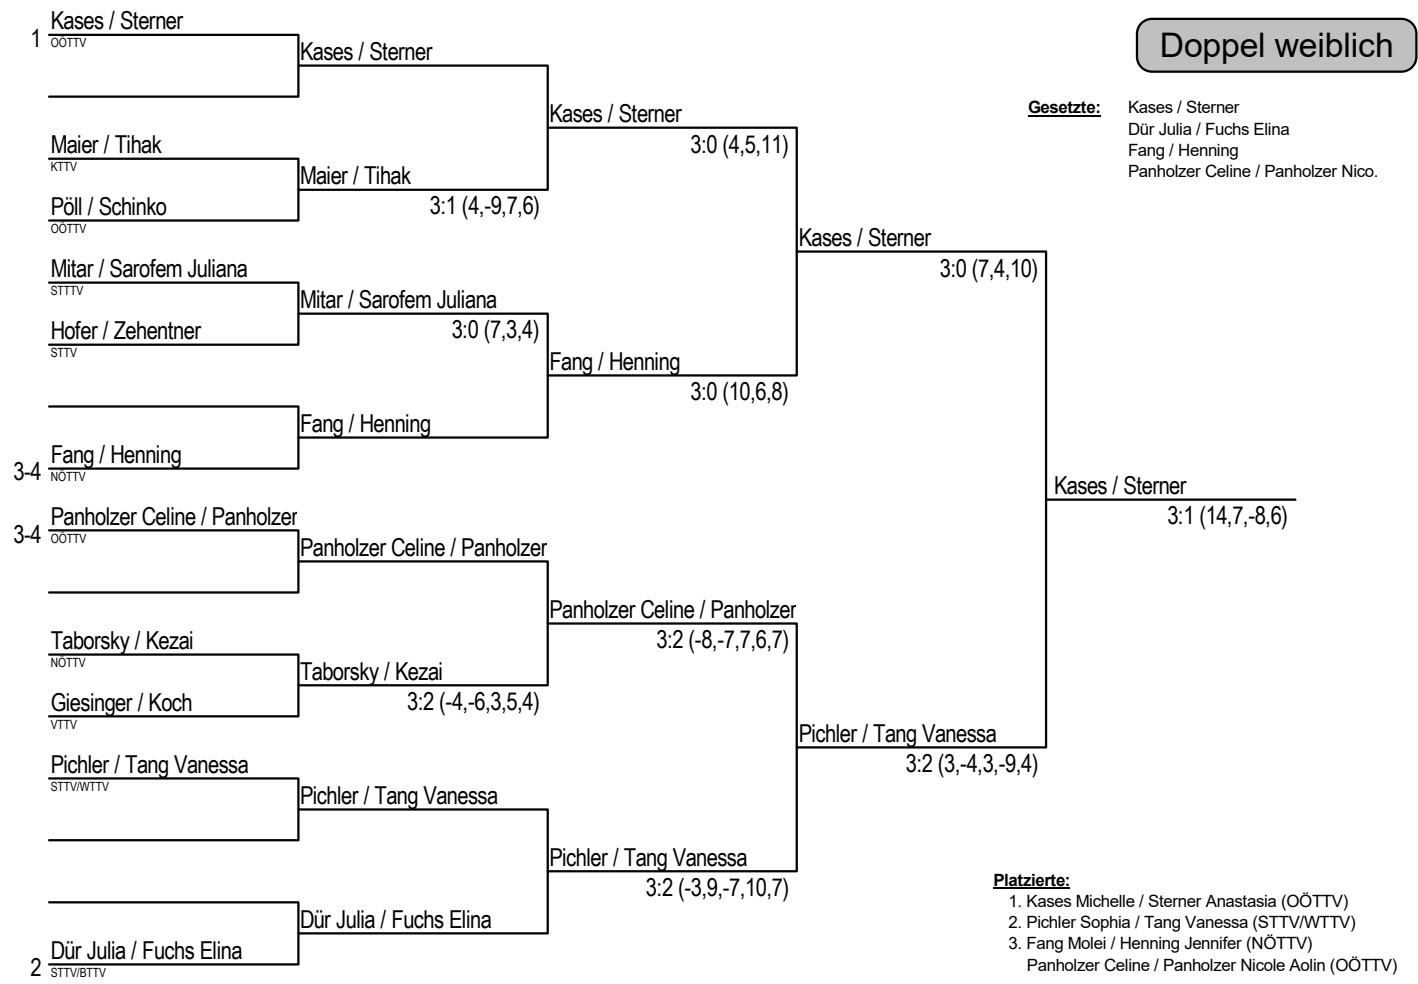 Doppel weiblich
Gesetzte: Kases / Sterner
Dür Julia / Fuchs Elina
Fang / Henning
Panholzer Celine / Panholzer Nico.
1 Kases / Sterner
OÖTTV
Maier / Tihak
KTTV
Pöll / Schinko
OÖTTV
Mitar / Sarofem Juliana
STTTV
Hofer / Zehentner
STTV
3-4 Fang / Henning
NÖTTV
3-4 Panholzer Celine / Panholzer
OÖTTV
Taborsky / Kezai
NÖTTV
Giesinger / Koch
VTTV
Pichler / Tang Vanessa
STTV/WTTV
2 Dür Julia / Fuchs Elina
STTV/BTTV
Kases / Sterner
Maier / Tihak
3:1 (4,-9,7,6)
Mitar / Sarofem Juliana
3:0 (7,3,4)
Fang / Henning
Panholzer Celine / Panholzer
Taborsky / Kezai
3:2 (-4,-6,3,5,4)
Pichler / Tang Vanessa
Dür Julia / Fuchs Elina
Kases / Sterner
3:0 (4,5,11)
Fang / Henning
3:0 (10,6,8)
Panholzer Celine / Panholzer
3:2 (-8,-7,7,6,7)
Pichler / Tang Vanessa
3:2 (-3,9,-7,10,7)
Kases / Sterner
3:0 (7,4,10)
Pichler / Tang Vanessa
3:2 (3,-4,3,-9,4)
Kases / Sterner
3:1 (14,7,-8,6)
Platzierte:
1. Kases Michelle / Sterner Anastasia (OÖTTV)
2. Pichler Sophia / Tang Vanessa (STTV/WTTV)
3. Fang Molei / Henning Jennifer (NÖTTV)
Panholzer Celine / Panholzer Nicole Aolin (OÖTTV)